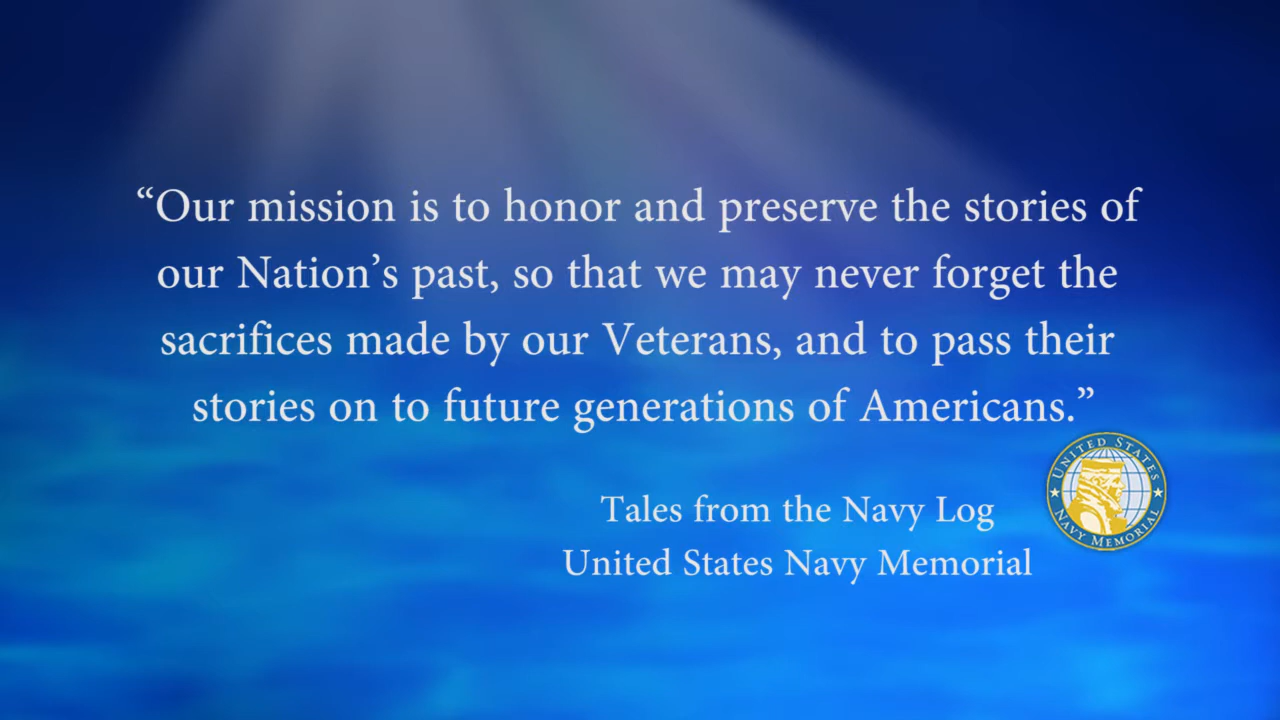 “Our mission is to honor and preserve the stories of
our Nation’s past, so that we may never forget the
sacrifices made by our Veterans, and to pass their
stories on to future generations of Americans.”
Tales from the Navy Log
United States Navy Memorial
UNITED STATES
NAVY MEMORIAL